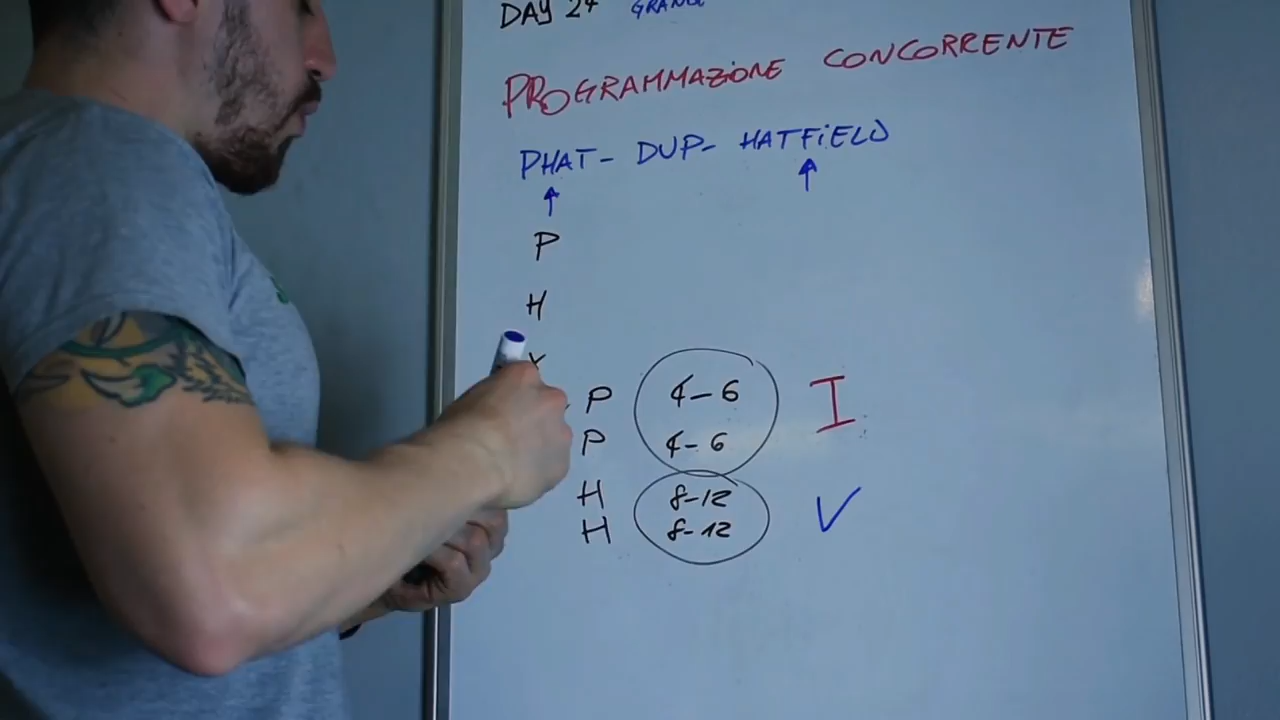 DAY 24
PROGRAMMAZIONE CONCORRENTE
PHAT- DUP- HATFIELD
P
H
P 4-6 I
P 4-6
H 8-12 V
H 8-12